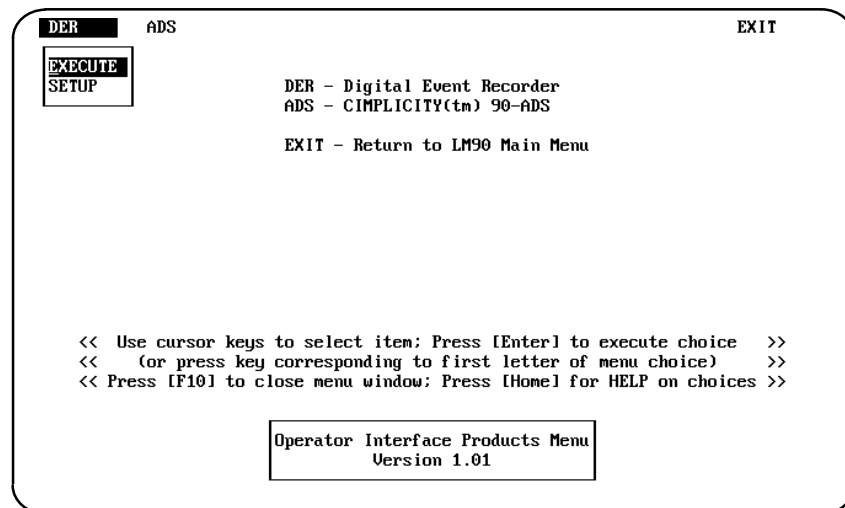 DER ADS EXIT
EXECUTE
SETUP
DER - Digital Event Recorder
ADS - CIMPLICITY(tm) 90-ADS
EXIT - Return to LM90 Main Menu
<< Use cursor keys to select item; Press [Enter] to execute choice >>
<< (or press key corresponding to first letter of menu choice) >>
<< Press [F10] to close menu window; Press [Home] for HELP on choices >>
Operator Interface Products Menu
Version 1.01